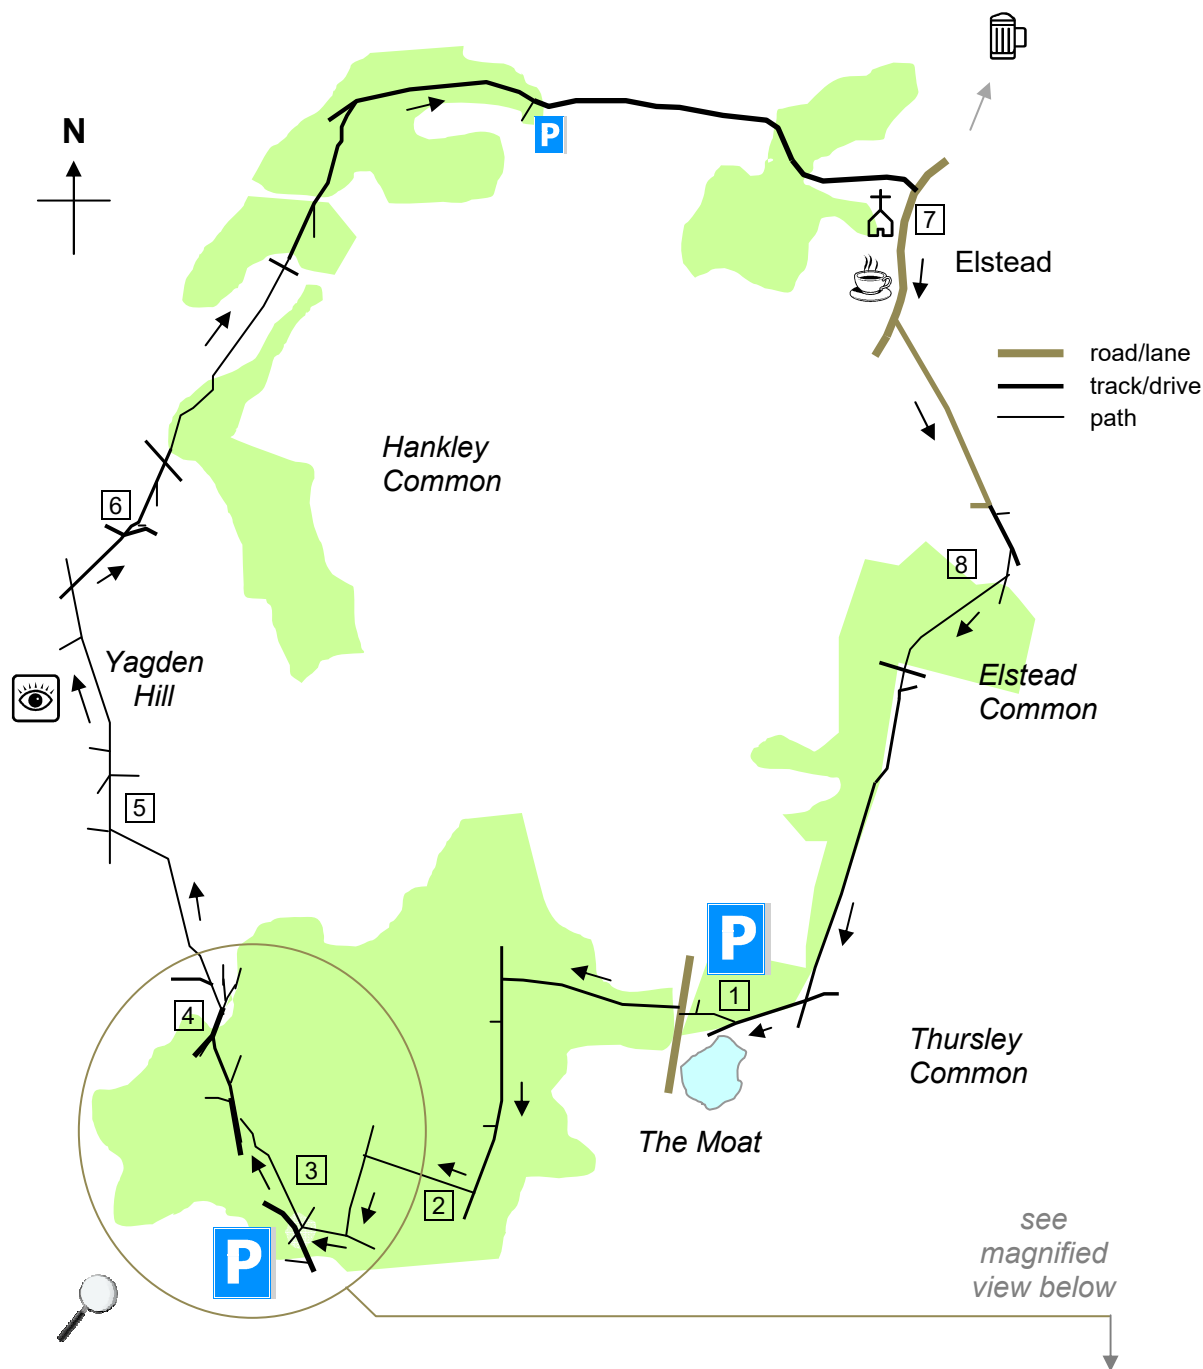 N
P
7
Elstead
road/lane
track/drive
path
Hankley
Common
6
8
Yagden
Hill
Elstead
Common
5
P
1
4
Thursley
Common
The Moat
3
2
P
see
magnified
view below